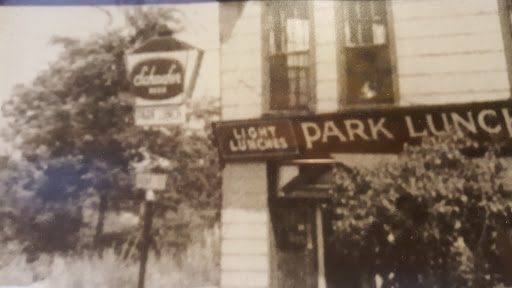 Schaefer
BEER
LIGHT
LUNCHES
PARK LUNCH